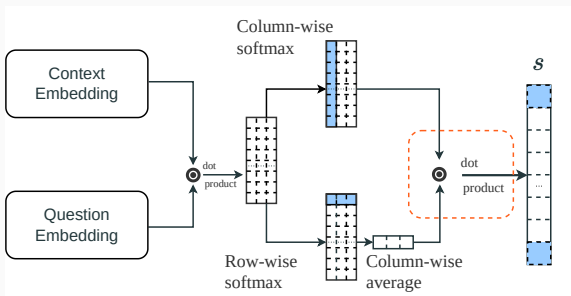 Column-wise
softmax
s
Context
Embedding
dot
product
dot
product
...
Question
Embedding
Row-wise
softmax
Column-wise
average